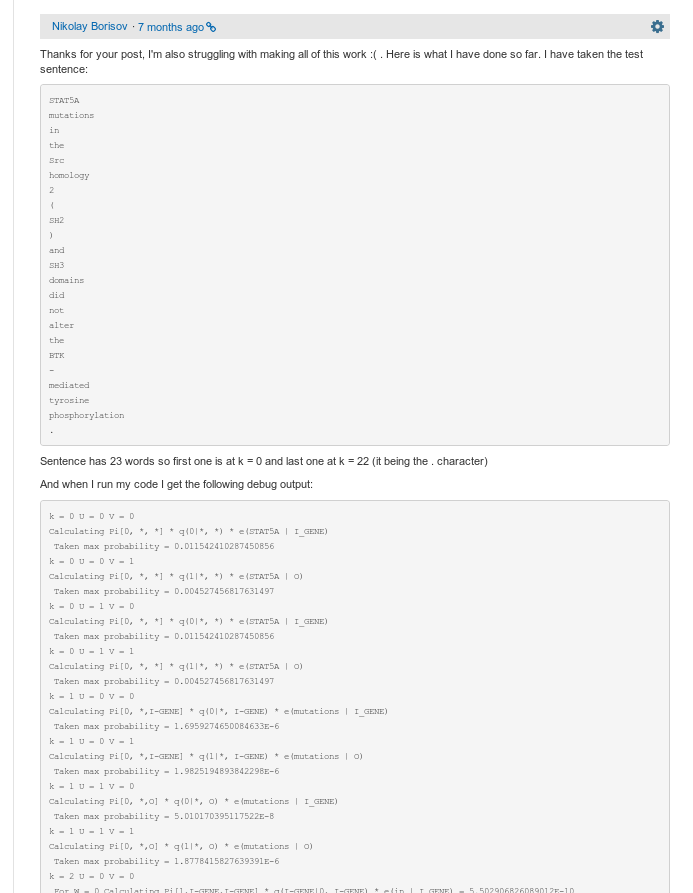 Nikolay Borisov · 7 months ago
Thanks for your post, I'm also struggling with making all of this work :( . Here is what I have done so far. I have taken the test
sentence:
STAT5A
mutations
in
the
Src
homology
2
(
SH2
)
and
SH3
domains
did
not
alter
the
BTK
-
mediated
tyrosine
phosphorylation
.
Sentence has 23 words so first one is at k = 0 and last one at k = 22 (it being the . character)
And when I run my code I get the following debug output:
k = 0 U = 0 V = 0
Calculating Pi[0, *, *] * q(0|*, *) * e(STAT5A | I_GENE)
Taken max probability = 0.011542410287450856
k = 0 U = 0 V = 1
Calculating Pi[0, *, *] * q(1|*, *) * e(STAT5A | O)
Taken max probability = 0.004527456817631497
k = 0 U = 1 V = 0
Calculating Pi[0, *, *] * q(0|*, *) * e(STAT5A | I_GENE)
Taken max probability = 0.011542410287450856
k = 0 U = 1 V = 1
Calculating Pi[0, *, *] * q(1|*, *) * e(STAT5A | O)
Taken max probability = 0.004527456817631497
k = 1 U = 0 V = 0
Calculating Pi[0, *,I-GENE] * q(0|*, I-GENE) * e(mutations | I_GENE)
Taken max probability = 1.6959274650084633E-6
k = 1 U = 0 V = 1
Calculating Pi[0, *,I-GENE] * q(1|*, I-GENE) * e(mutations | O)
Taken max probability = 1.9825194893842298E-6
k = 1 U = 1 V = 0
Calculating Pi[0, *,O] * q(0|*, O) * e(mutations | I_GENE)
Taken max probability = 5.010170395117522E-8
k = 1 U = 1 V = 1
Calculating Pi[0, *,O] * q(1|*, O) * e(mutations | O)
Taken max probability = 1.8778415827639391E-6
k = 2 U = 0 V = 0
For W = 0 Calculating Pi[1,I-GENE,I-GENE] * q(I-GENE|0, I-GENE) * e(in | I_GENE) = 5.502906826089012E-10